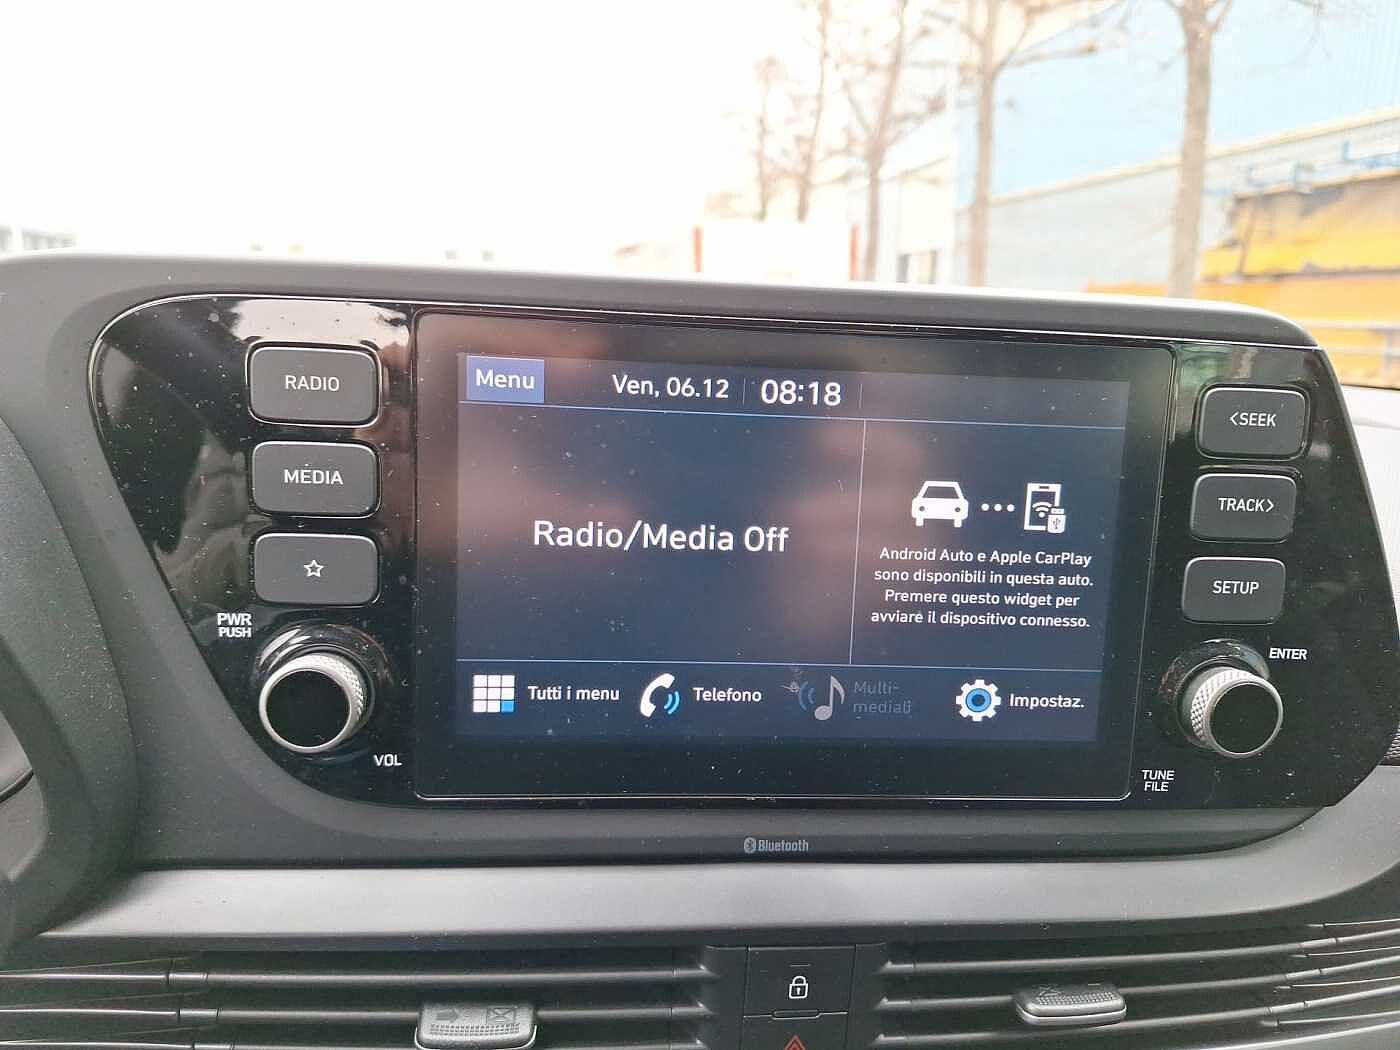 RADIO
MEDIA
PWR
PUSH
VOL
Menu
Ven, 06.12
08:18
Radio/Media Off
Android Auto e Apple CarPlay
sono disponibili in questa auto.
Premere questo widget per
avviare il dispositivo connesso.
Tutti i menu
Telefono
Multi-
mediali
Impostaz.
<SEEK
TRACK>
SETUP
ENTER
TUNE
FILE
Bluetooth